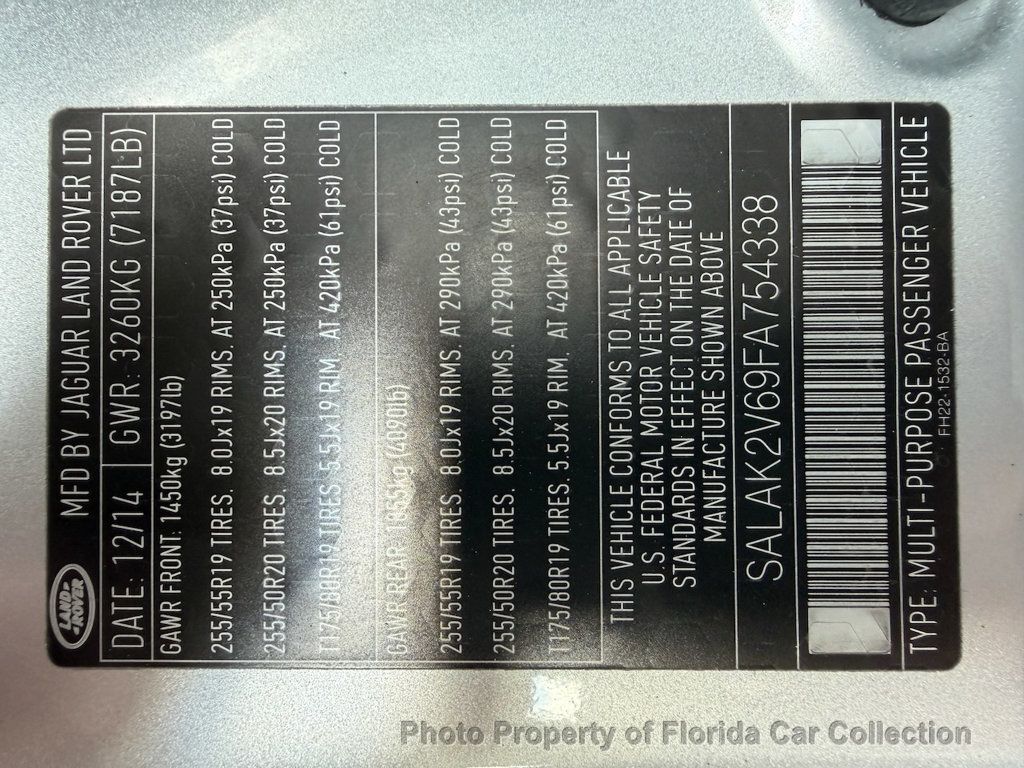 LAND
ROVER
MFD BY JAGUAR LAND ROVER LTD
DATE: 12/14 GWR: 3260KG (7187LB)
GAWR FRONT. 1450kg (3197lb)
255/55R19 TIRES. 8.0Jx19 RIMS. AT 250kPa (37psi) COLD
255/50R20 TIRES. 8.5Jx20 RIMS. AT 250kPa (37psi) COLD
T175/80R19 TIRES 5.5Jx19 RIM AT 420kPa (61psi) COLD
GAWR REAR 1855kg (4090lb)
255/55R19 TIRES. 8.0Jx19 RIMS. AT 290kPa (43psi) COLD
255/50R20 TIRES. 8.5Jx20 RIMS. AT 290kPa (43psi) COLD
T175/80R19 TIRES. 5.5Jx19 RIM. AT 420kPa (61psi) COLD
THIS VEHICLE CONFORMS TO ALL APPLICABLE
U.S. FEDERAL MOTOR VEHICLE SAFETY
STANDARDS IN EFFECT ON THE DATE OF
MANUFACTURE SHOWN ABOVE
SALAK2V69FA754338
TYPE: MULTI-PURPOSE PASSENGER VEHICLE
FH22-1532-BA
Photo Property of Florida Car Collection